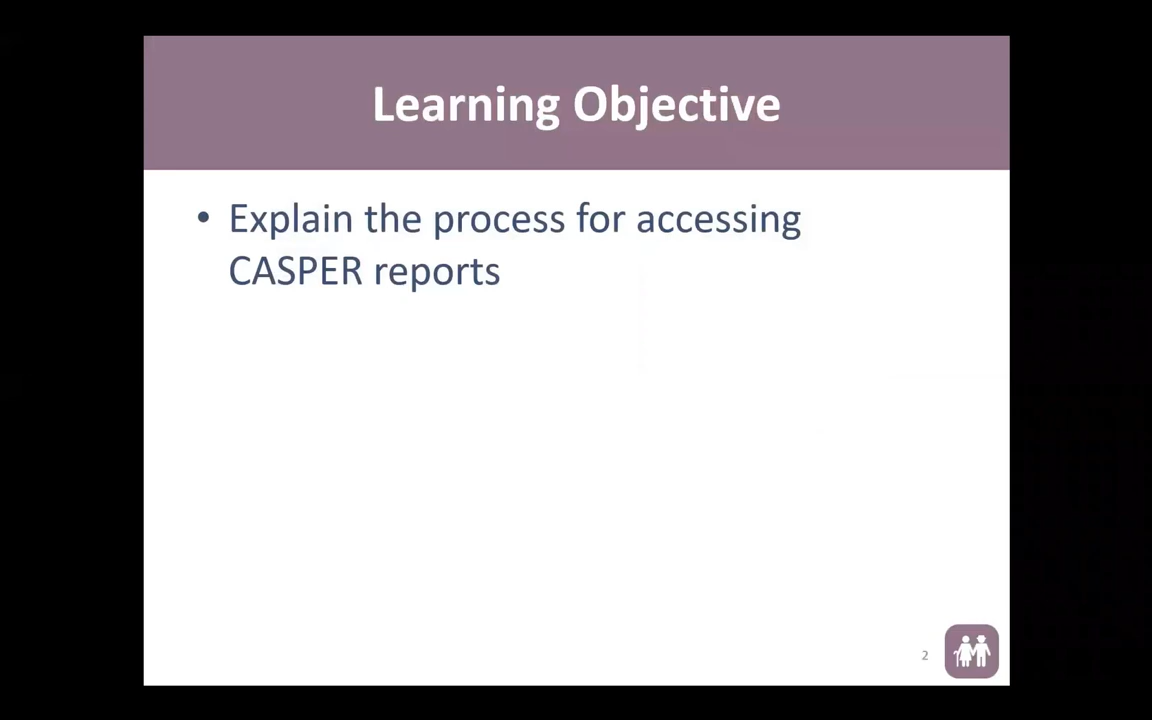 Learning Objective
• Explain the process for accessing
CASPER reports
2